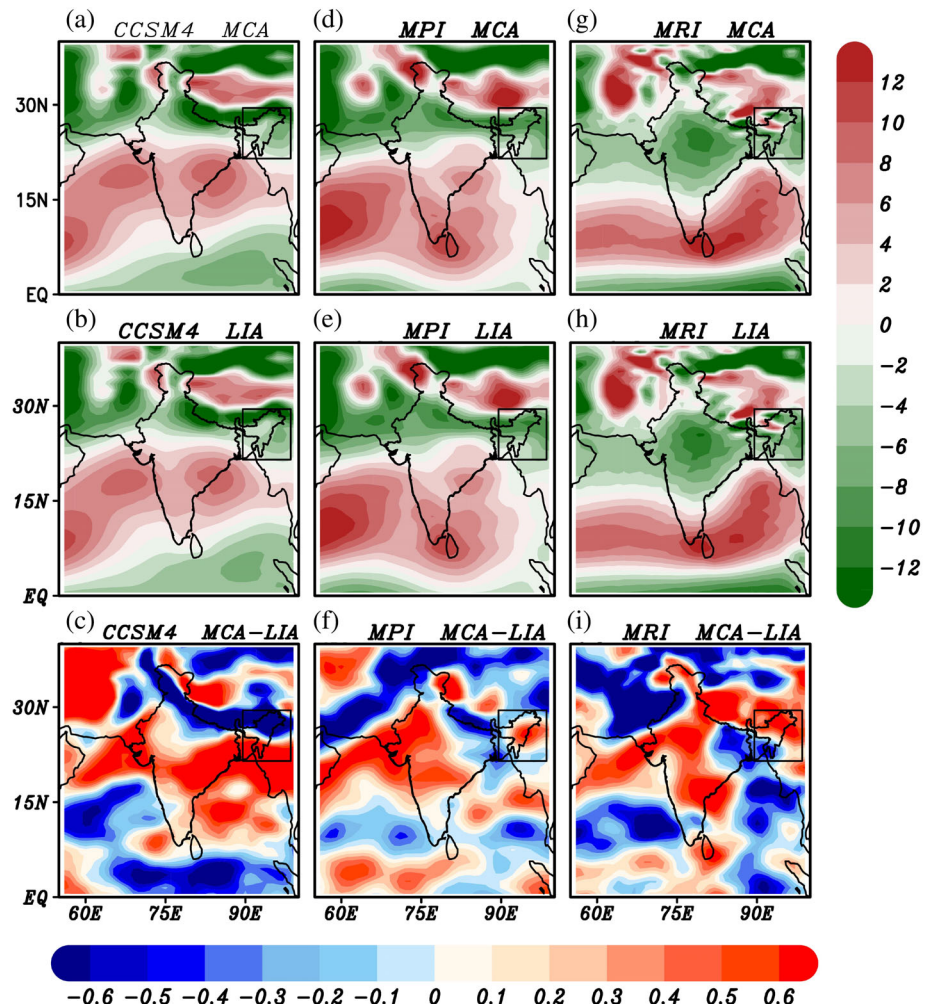 (a) (d) (g)
CCSM4 MCA MPI MCA MRI MCA
30N
15N
EQ
12
10
8
6
4
2
0
-2
-4
-6
-8
-10
-12
(b) (e) (h)
CCSM4 LIA MPI LIA MRI LIA
30N
15N
EQ
(c) (f) (i)
CCSM4 MCA-LIA MPI MCA-LIA MRI MCA-LIA
30N
15N
EQ
60E 75E 90E 60E 75E 90E 60E 75E 90E
-0.6 -0.5 -0.4 -0.3 -0.2 -0.1 0 0.1 0.2 0.3 0.4 0.5 0.6